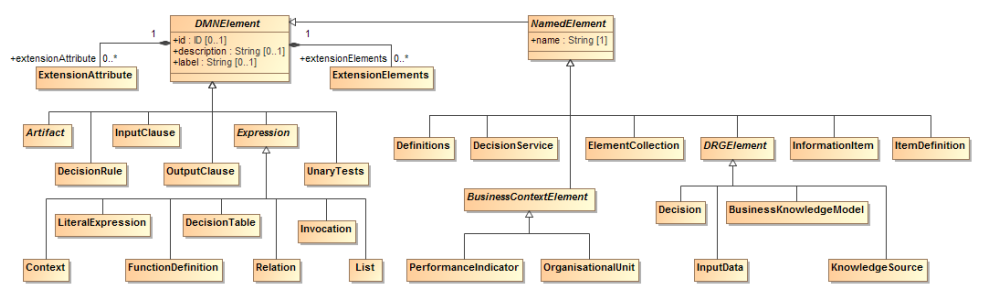 DMNElement
+id : ID [0..1]
+description : String [0..1]
+label : String [0..1]
NamedElement
+name : String [1]
1
1
+extensionAttribute
0..*
+extensionElements
0..*
ExtensionAttribute
ExtensionElements
Artifact
InputClause
Expression
DecisionRule
OutputClause
UnaryTests
Definitions
DecisionService
ElementCollection
DRGElement
InformationItem
ItemDefinition
LiteralExpression
DecisionTable
Invocation
BusinessContextElement
Decision
BusinessKnowledgeModel
Context
FunctionDefinition
Relation
List
PerformanceIndicator
OrganisationalUnit
InputData
KnowledgeSource